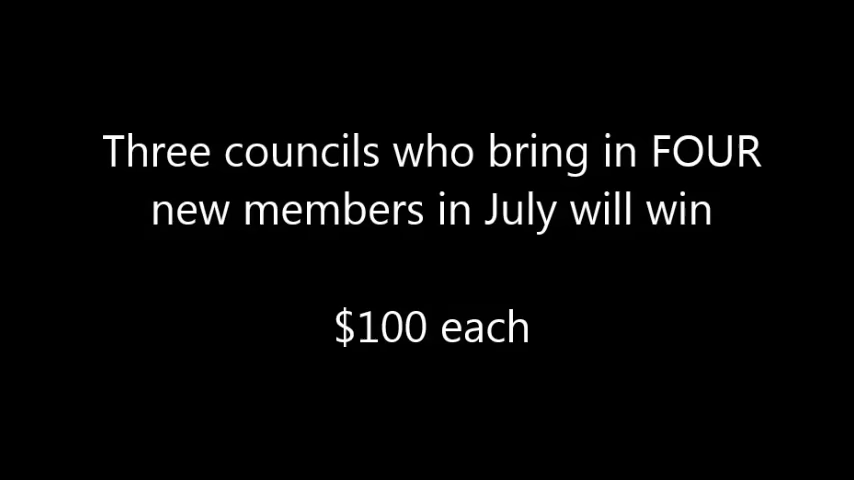 Three councils who bring in FOUR
new members in July will win
$100 each